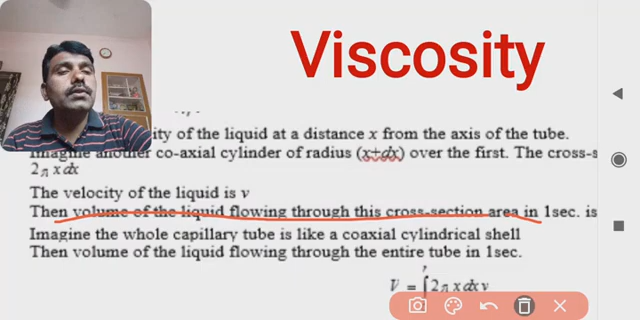 Viscosity
ity of the liquid at a distance x from the axis of the tube.
Imagine another co-axial cylinder of radius (x+dx) over the first. The cross-s
2π x dx
The velocity of the liquid is v
Then volume of the liquid flowing through this cross-section area in 1sec. is
Imagine the whole capillary tube is like a coaxial cylindrical shell
Then volume of the liquid flowing through the entire tube in 1sec.
V = ∫ 2π x dx v